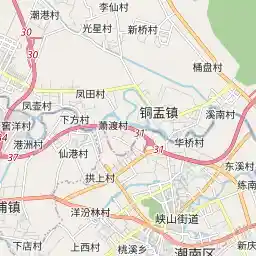 李仙村
潮港村
光星村
新桥村
30
桶盘村
30
凤田村
凤壶村
铜盂镇
溪南村
下方村
萧渡村
窖洋村
31
34
港洲村
华桥村
37
仙港村
31
东溪村
拱上村
练南
洋汾林村
峡山街道
浦镇
下店村
上西村
桃溪乡
潮南区
新庆